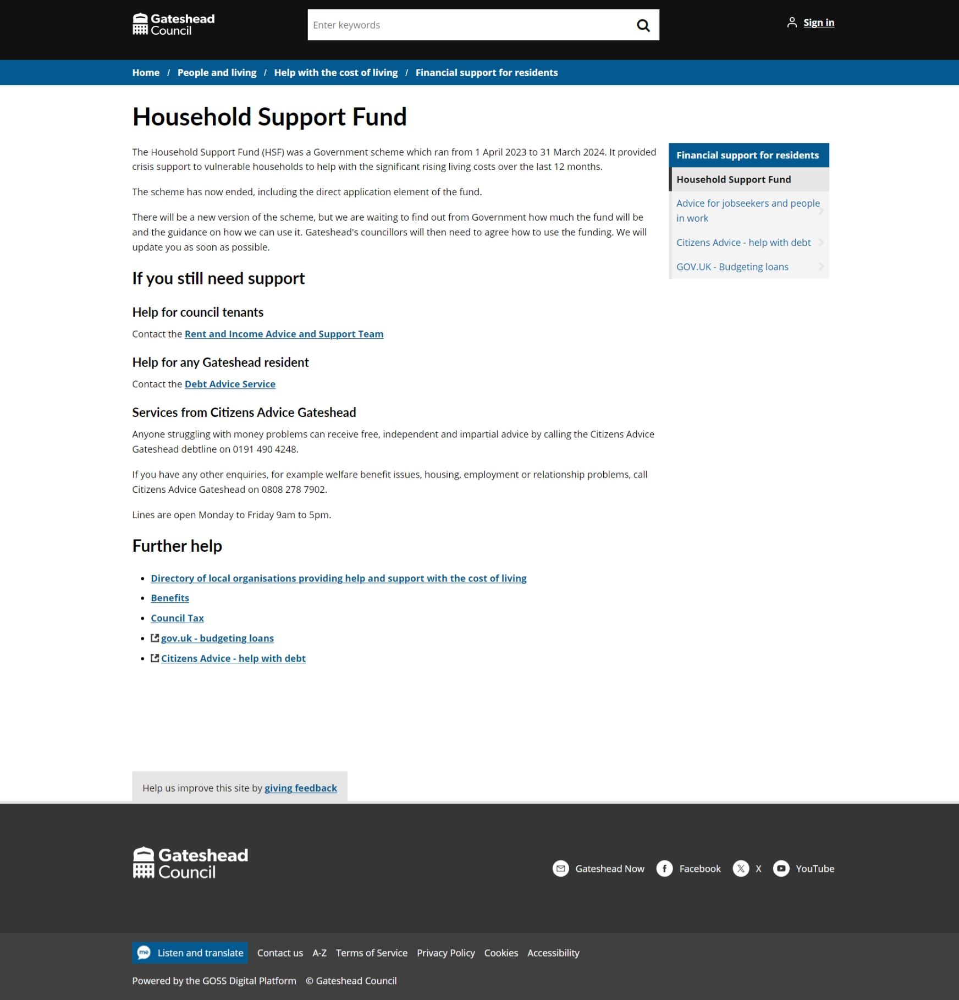 Gateshead
Council
Enter keywords
Sign in
Home / People and living / Help with the cost of living / Financial support for residents
Household Support Fund
The Household Support Fund (HSF) was a Government scheme which ran from 1 April 2023 to 31 March 2024. It provided
crisis support to vulnerable households to help with the significant rising living costs over the last 12 months.
The scheme has now ended, including the direct application element of the fund.
There will be a new version of the scheme, but we are waiting to find out from Government how much the fund will be
and the guidance on how we can use it. Gateshead's councillors will then need to agree how to use the funding. We will
update you as soon as possible.
Financial support for residents
Household Support Fund
Advice for jobseekers and people
in work
Citizens Advice - help with debt
GOV.UK - Budgeting loans
If you still need support
Help for council tenants
Contact the Rent and Income Advice and Support Team
Help for any Gateshead resident
Contact the Debt Advice Service
Services from Citizens Advice Gateshead
Anyone struggling with money problems can receive free, independent and impartial advice by calling the Citizens Advice
Gateshead debtline on 0191 490 4248.
If you have any other enquiries, for example welfare benefit issues, housing, employment or relationship problems, call
Citizens Advice Gateshead on 0808 278 7902.
Lines are open Monday to Friday 9am to 5pm.
Further help
• Directory of local organisations providing help and support with the cost of living
• Benefits
• Council Tax
• gov.uk - budgeting loans
• Citizens Advice - help with debt
Help us improve this site by giving feedback
Gateshead
Council
Gateshead Now Facebook X YouTube
me Listen and translate Contact us A-Z Terms of Service Privacy Policy Cookies Accessibility
Powered by the GOSS Digital Platform © Gateshead Council